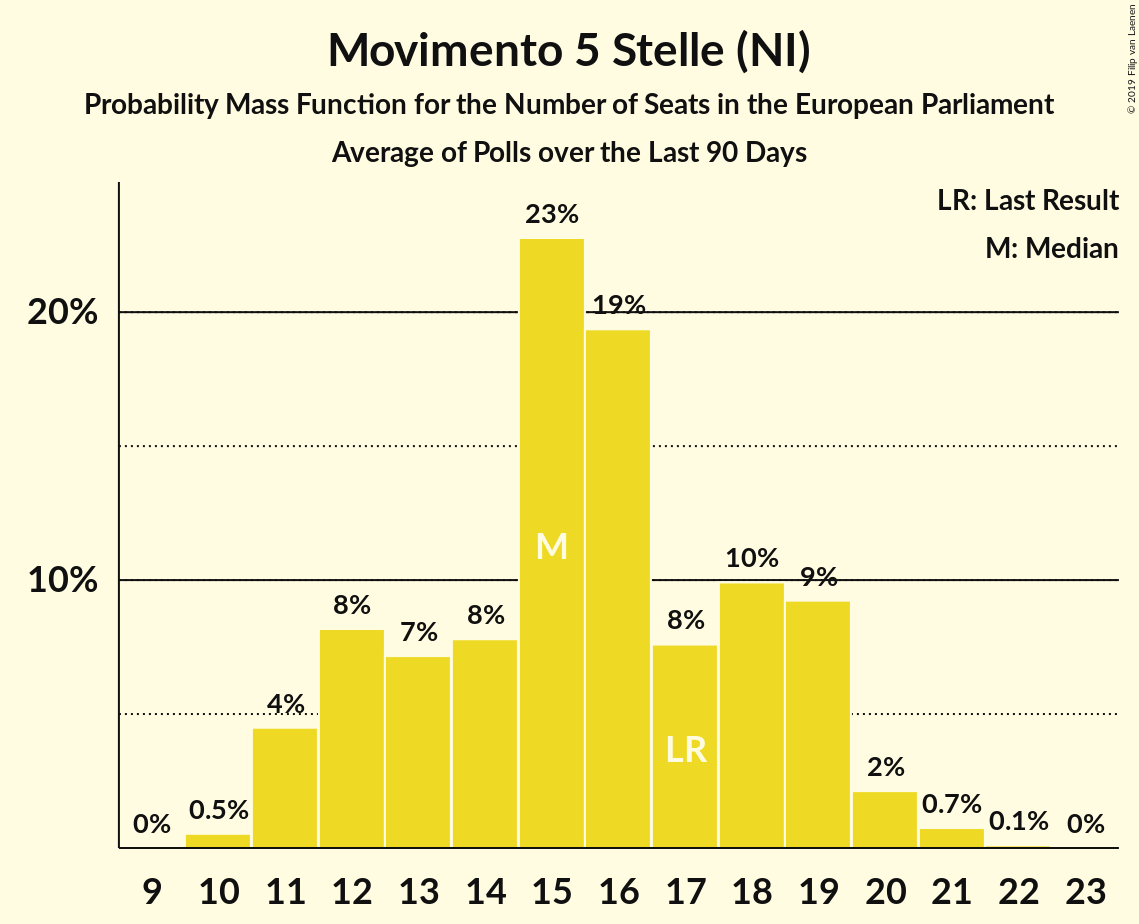 Movimento 5 Stelle (NI)
Probability Mass Function for the Number of Seats in the European Parliament
Average of Polls over the Last 90 Days
© 2019 Filip van Laenen
LR: Last Result
M: Median
20%
10%
0%
0.5%
4%
8%
7%
8%
23%
19%
8%
10%
9%
2%
0.7%
0.1%
0%
M
LR
9 10 11 12 13 14 15 16 17 18 19 20 21 22 23